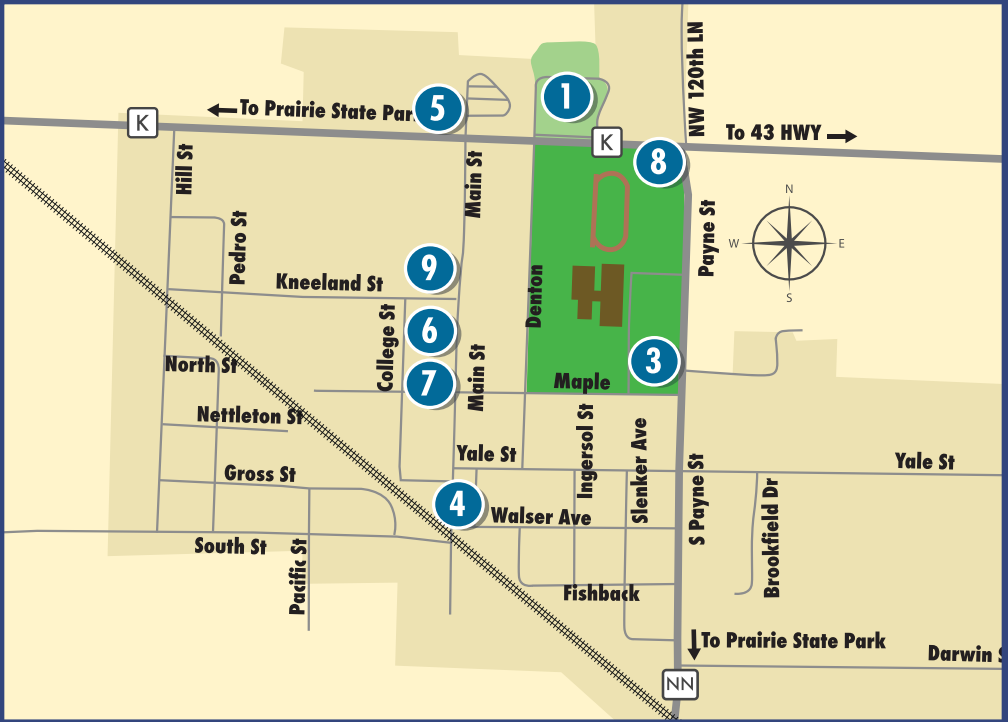 NW 120th LN
1
5
To Prairie State Par
K
K
To 43 HWY
8
Hill St
Main St
N
W
E
S
Pedro St
Payne St
9
Kneeland St
Denton
College St
6
North St
7
Main St
3
Maple
Nettleton St
Ingersol St
Slenker Ave
Yale St
Yale St
Gross St
S Payne St
Brookfield Dr
4
Walser Ave
South St
Pacific St
Fishback
To Prairie State Park
Darwin S
NN